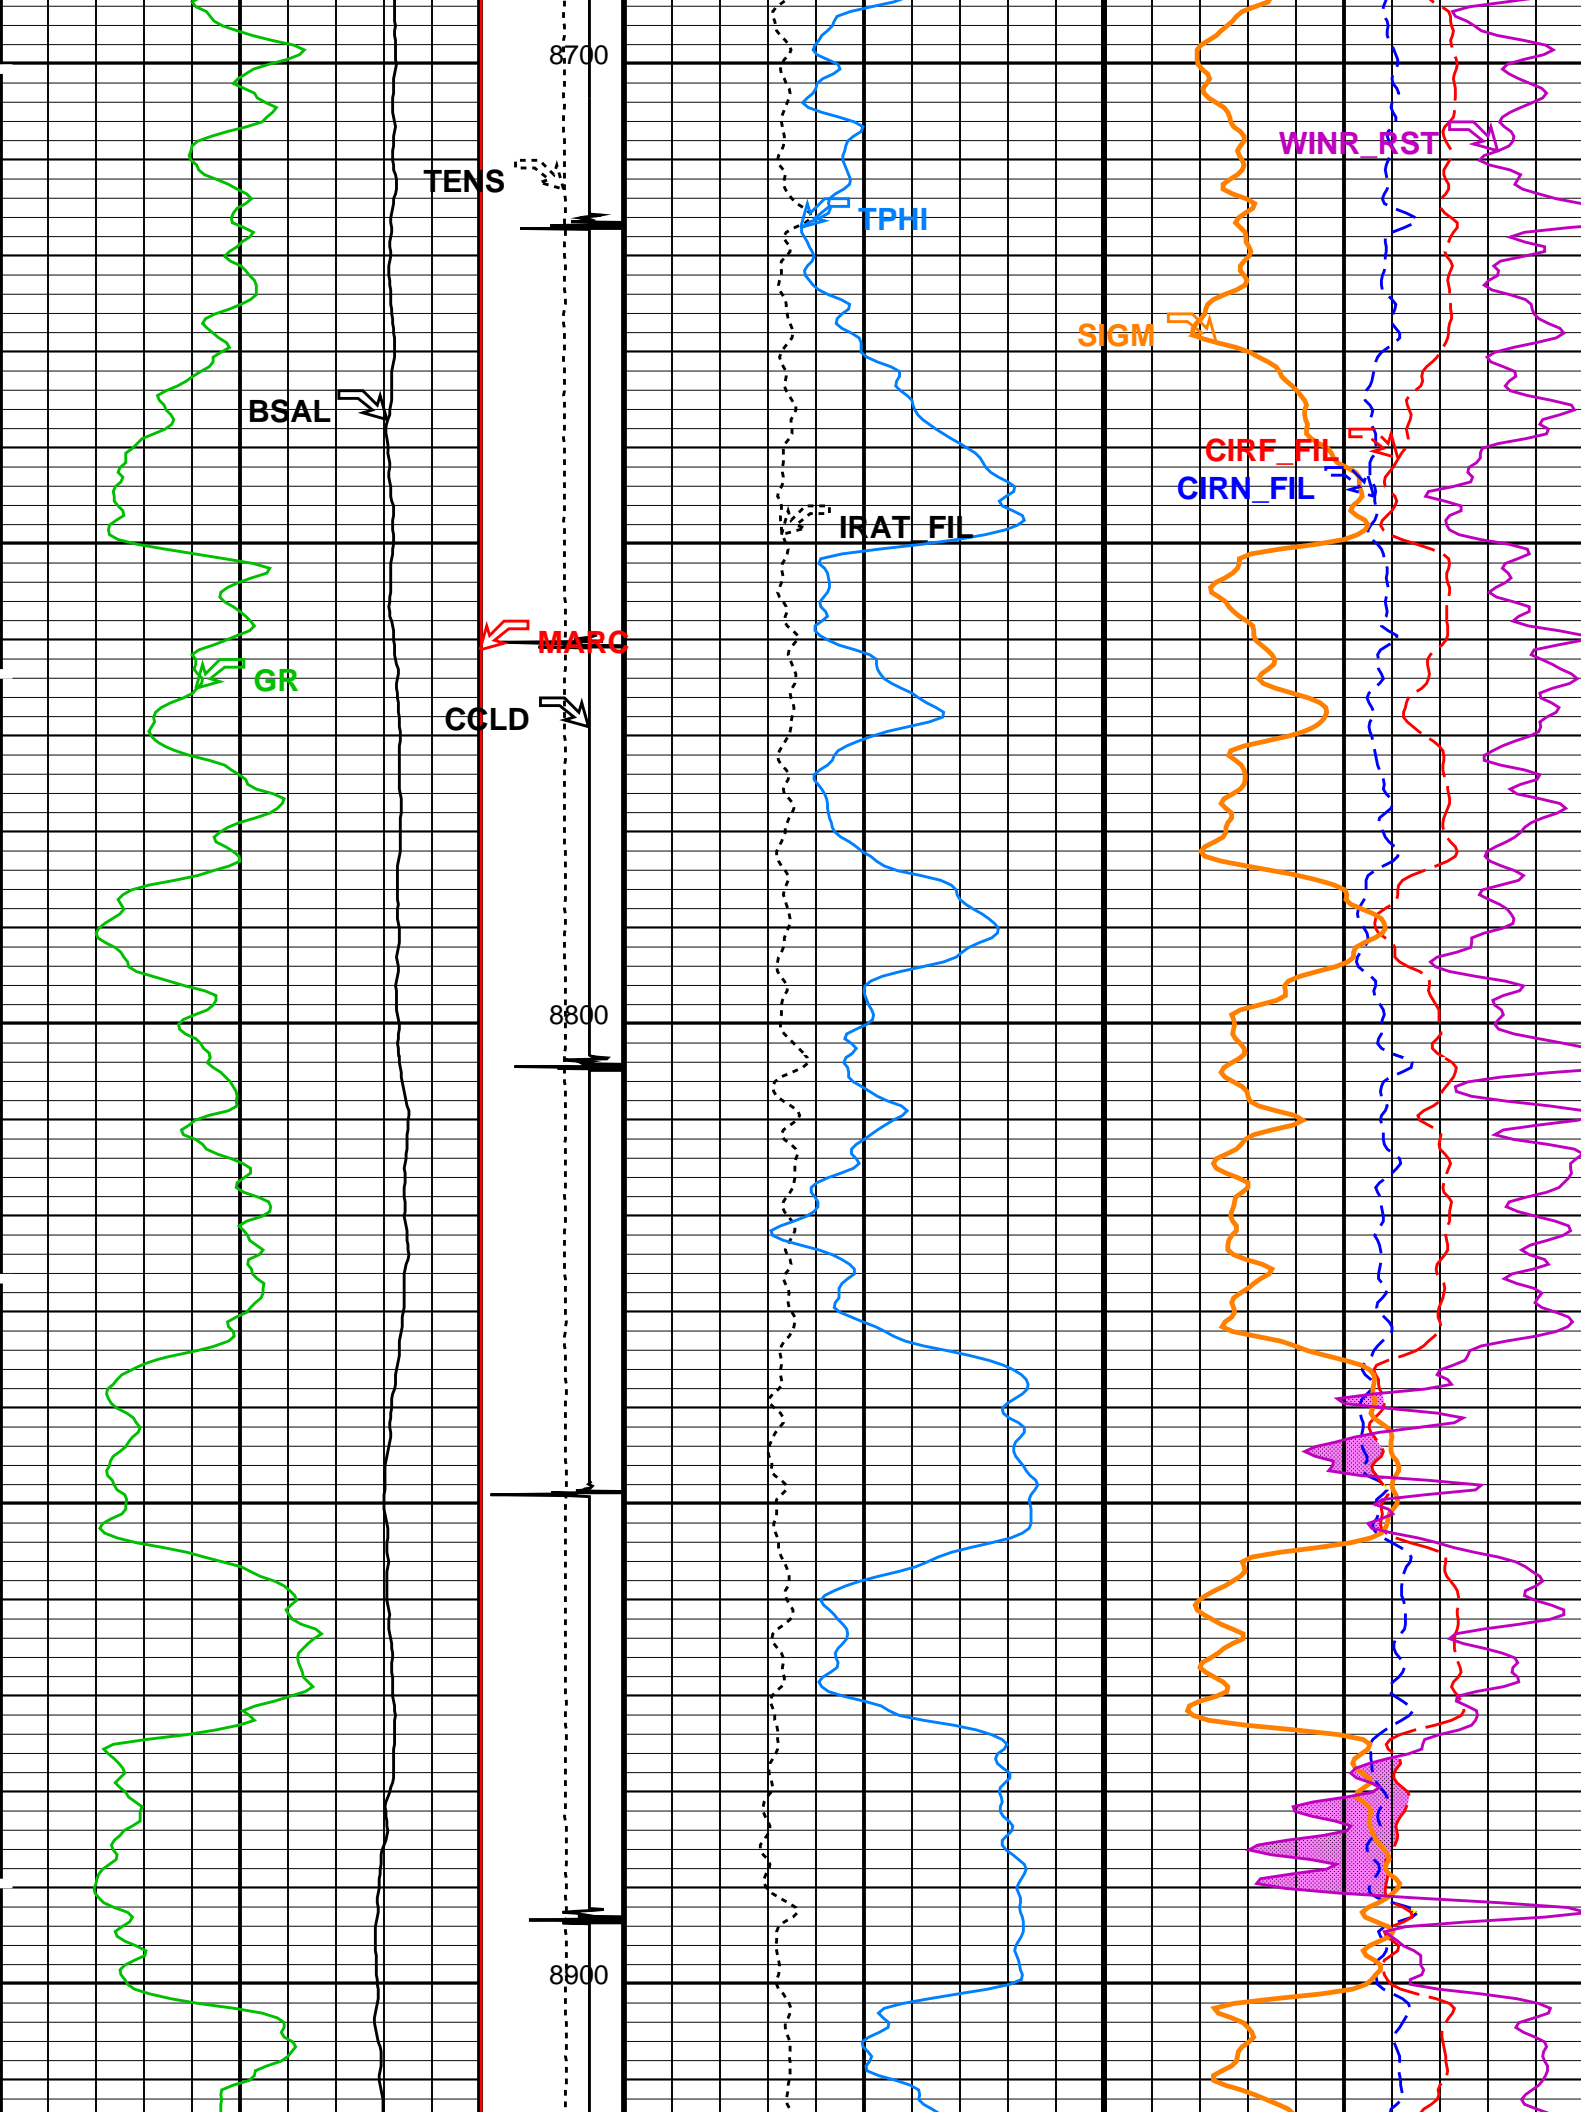 8700
WINR_RST
TENS
TPHI
SIGM
BSAL
CIRF_FIL
CIRN_FIL
IRAT_FIL
MARC
GR
CCLD
8800
8900